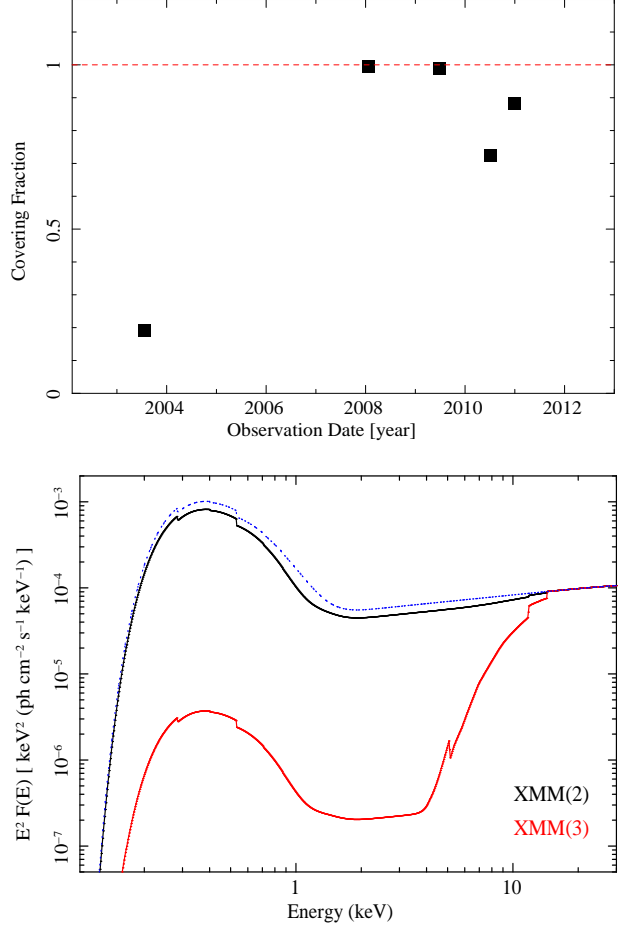 1
0.5
0
Covering Fraction
2004 2006 2008 2010 2012
Observation Date [year]
10⁻³
10⁻⁴
10⁻⁵
10⁻⁶
10⁻⁷
E² F(E) [ keV² (ph cm⁻² s⁻¹ keV⁻¹) ]
XMM(2)
XMM(3)
1 10
Energy (keV)